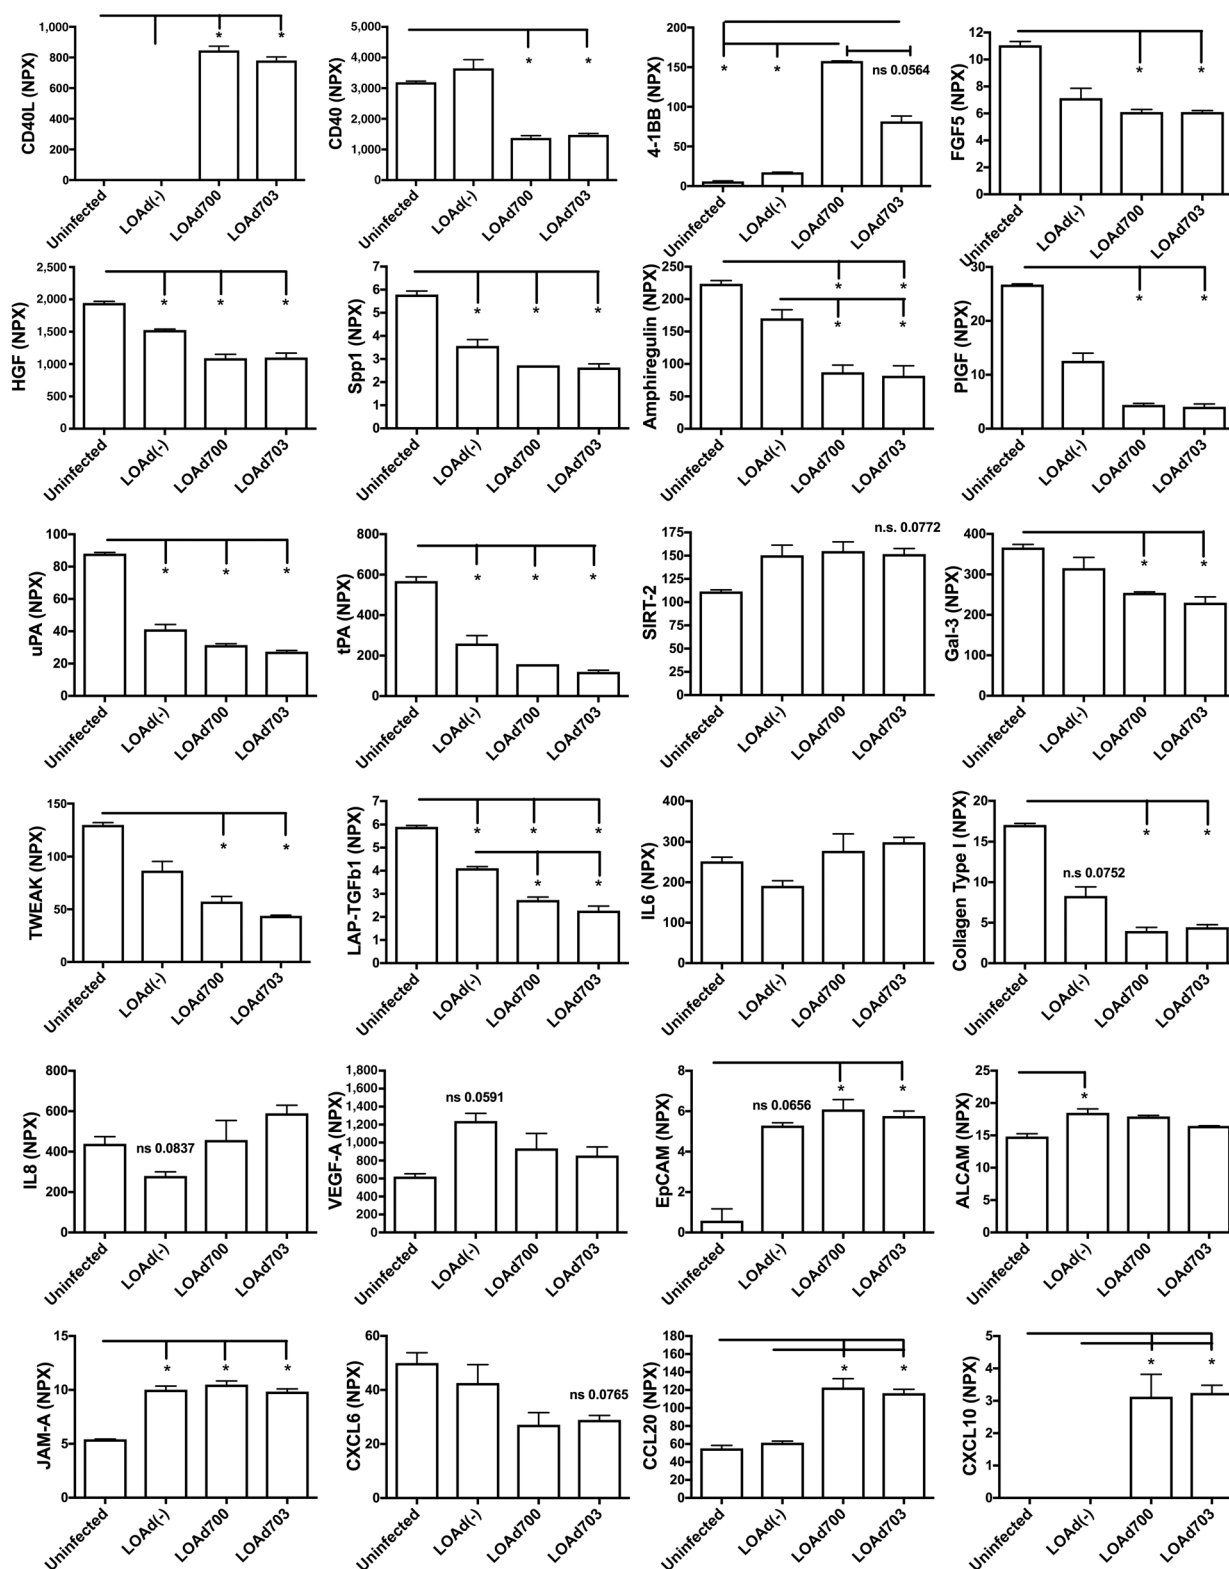 CD40L (NPX)
1,000
800
600
400
200
0
Uninfected
LOAd(-)
LOAd700
LOAd703
*
*
CD40 (NPX)
5,000
4,000
3,000
2,000
1,000
0
Uninfected
LOAd(-)
LOAd700
LOAd703
*
*
4-1BB (NPX)
200
150
100
50
0
Uninfected
LOAd(-)
LOAd700
LOAd703
*
*
ns 0.0564
FGF5 (NPX)
12
10
8
6
4
2
0
Uninfected
LOAd(-)
LOAd700
LOAd703
*
*
HGF (NPX)
2,500
2,000
1,500
1,000
500
0
Uninfected
LOAd(-)
LOAd700
LOAd703
*
*
*
Spp1 (NPX)
7
6
5
4
3
2
1
0
Uninfected
LOAd(-)
LOAd700
LOAd703
*
*
*
Amphiregulin (NPX)
250
200
150
100
50
0
Uninfected
LOAd(-)
LOAd700
LOAd703
*
*
*
*
PlGF (NPX)
30
20
10
0
Uninfected
LOAd(-)
LOAd700
LOAd703
*
*
uPA (NPX)
100
80
60
40
20
0
Uninfected
LOAd(-)
LOAd700
LOAd703
*
*
*
tPA (NPX)
800
600
400
200
0
Uninfected
LOAd(-)
LOAd700
LOAd703
*
*
*
SIRT-2
175
150
125
100
75
50
25
0
Uninfected
LOAd(-)
LOAd700
LOAd703
n.s. 0.0772
Gal-3 (NPX)
400
300
200
100
0
Uninfected
LOAd(-)
LOAd700
LOAd703
*
*
TWEAK (NPX)
150
100
50
0
Uninfected
LOAd(-)
LOAd700
LOAd703
*
*
LAP-TGFb1 (NPX)
7
6
5
4
3
2
1
0
Uninfected
LOAd(-)
LOAd700
LOAd703
*
*
*
*
*
IL6 (NPX)
400
300
250
200
100
0
Uninfected
LOAd(-)
LOAd700
LOAd703
Collagen Type I (NPX)
20
15
10
5
0
Uninfected
LOAd(-)
LOAd700
LOAd703
n.s 0.0752
*
*
IL8 (NPX)
800
600
400
200
0
Uninfected
LOAd(-)
LOAd700
LOAd703
ns 0.0837
VEGF-A (NPX)
1,800
1,600
1,400
1,200
1,000
800
600
400
200
0
Uninfected
LOAd(-)
LOAd700
LOAd703
ns 0.0591
EpCAM (NPX)
8
6
4
2
0
Uninfected
LOAd(-)
LOAd700
LOAd703
ns 0.0656
*
*
ALCAM (NPX)
25
20
15
10
5
0
Uninfected
LOAd(-)
LOAd700
LOAd703
*
JAM-A (NPX)
15
10
5
0
Uninfected
LOAd(-)
LOAd700
LOAd703
*
*
*
CXCL6 (NPX)
60
40
20
0
Uninfected
LOAd(-)
LOAd700
LOAd703
ns 0.0765
CCL20 (NPX)
180
160
140
120
100
80
60
40
20
0
Uninfected
LOAd(-)
LOAd700
LOAd703
*
*
CXCL10 (NPX)
5
4
3
2
1
0
Uninfected
LOAd(-)
LOAd700
LOAd703
*
*